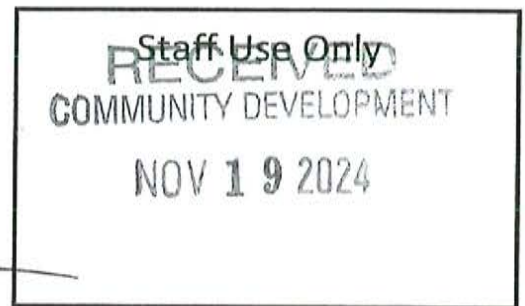 Staff Use Only
RECEIVED
COMMUNITY DEVELOPMENT
NOV 19 2024